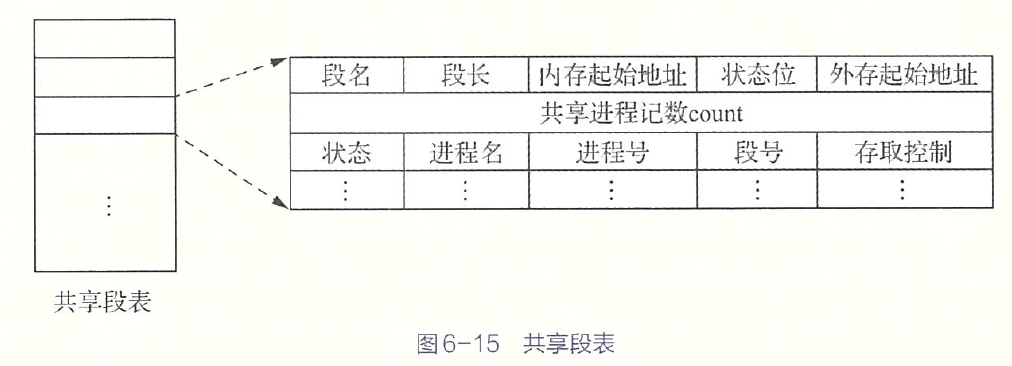 段名 段长 内存起始地址 状态位 外存起始地址
共享进程记数count
状态 进程名 进程号 段号 存取控制
⋮ ⋮ ⋮ ⋮ ⋮
⋮
共享段表
图6-15 共享段表